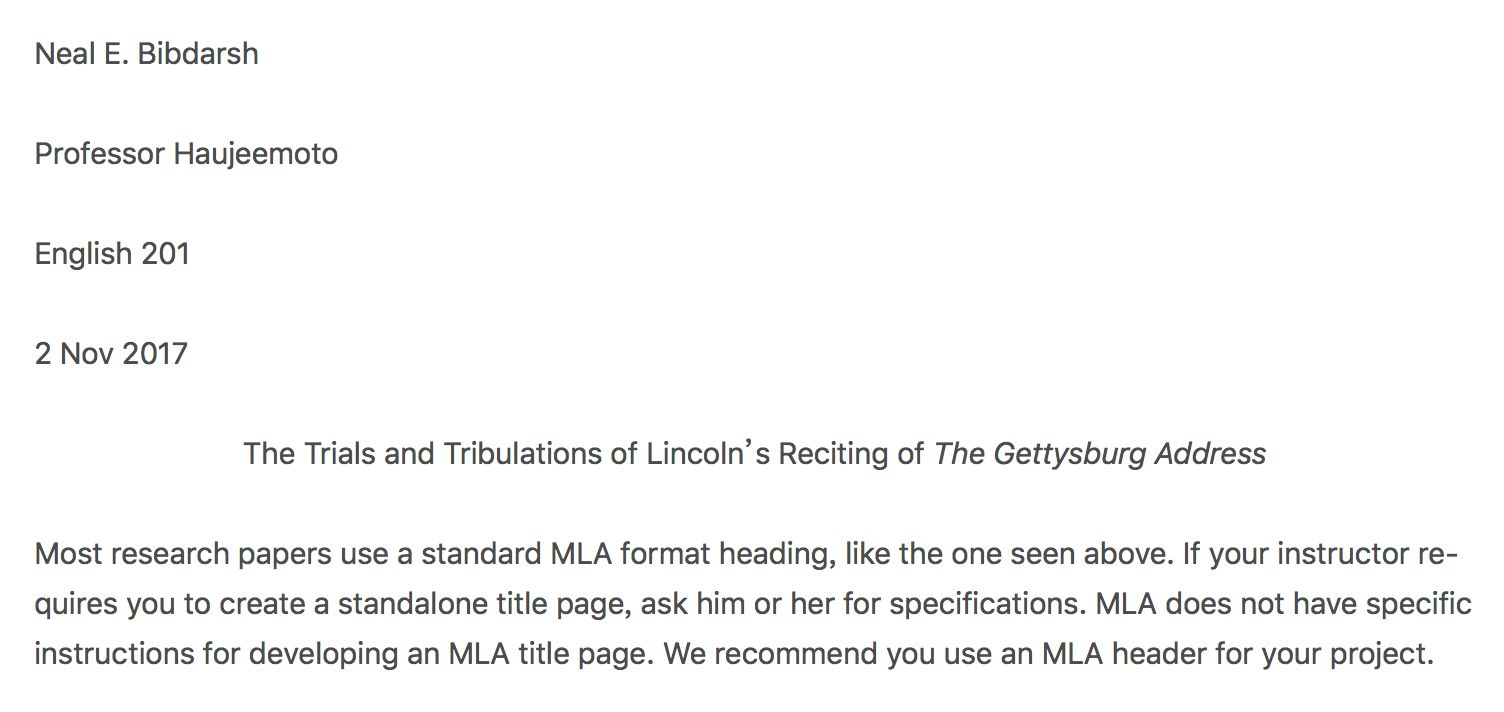 Neal E. Bibdarsh
Professor Haujeemoto
English 201
2 Nov 2017
The Trials and Tribulations of Lincoln’s Reciting of The Gettysburg Address
Most research papers use a standard MLA format heading, like the one seen above. If your instructor re-
quires you to create a standalone title page, ask him or her for specifications. MLA does not have specific
instructions for developing an MLA title page. We recommend you use an MLA header for your project.